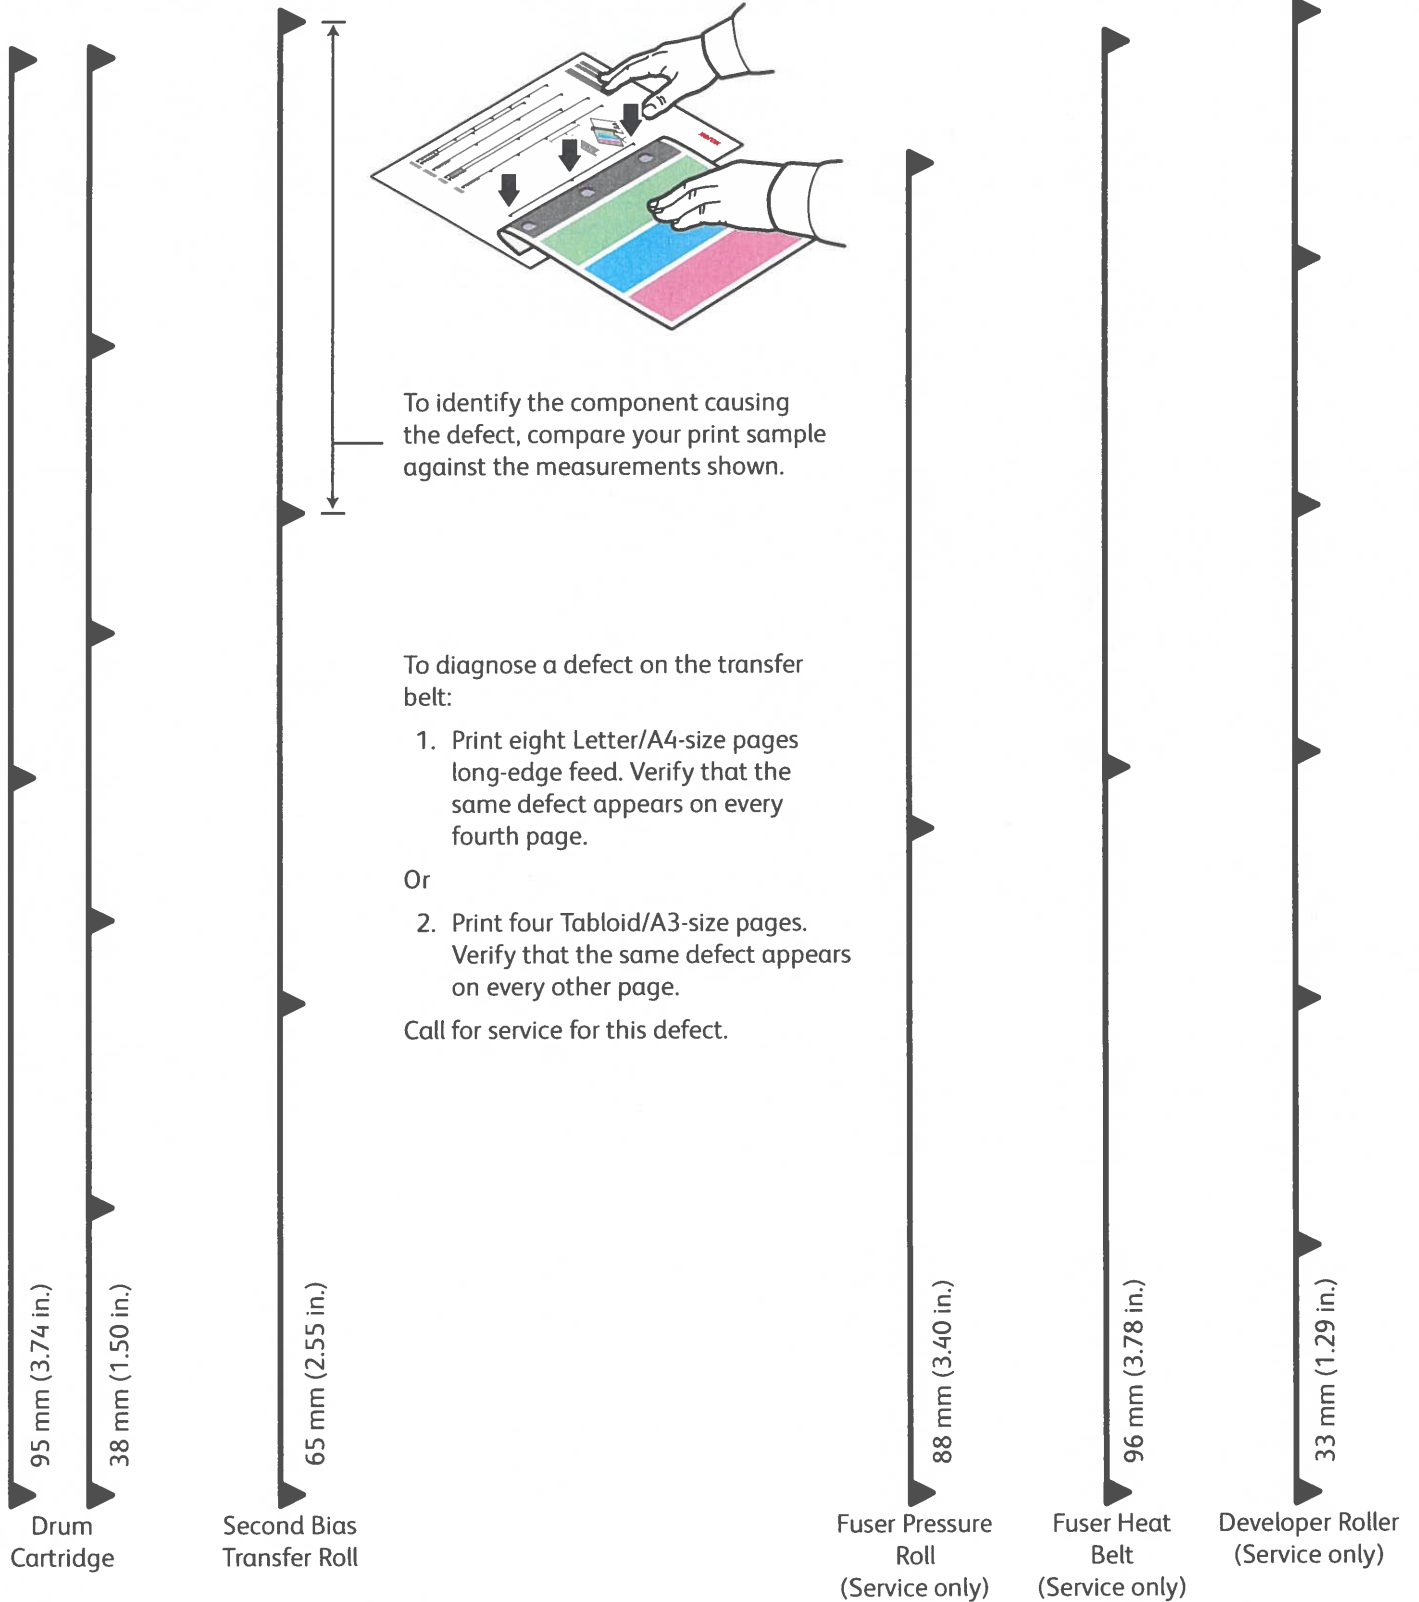 xerox
To identify the component causing
the defect, compare your print sample
against the measurements shown.
To diagnose a defect on the transfer
belt:
1. Print eight Letter/A4-size pages
long-edge feed. Verify that the
same defect appears on every
fourth page.
Or
2. Print four Tabloid/A3-size pages.
Verify that the same defect appears
on every other page.
Call for service for this defect.
95 mm (3.74 in.)
38 mm (1.50 in.)
65 mm (2.55 in.)
88 mm (3.40 in.)
96 mm (3.78 in.)
33 mm (1.29 in.)
Drum
Cartridge
Second Bias
Transfer Roll
Fuser Pressure
Roll
(Service only)
Fuser Heat
Belt
(Service only)
Developer Roller
(Service only)